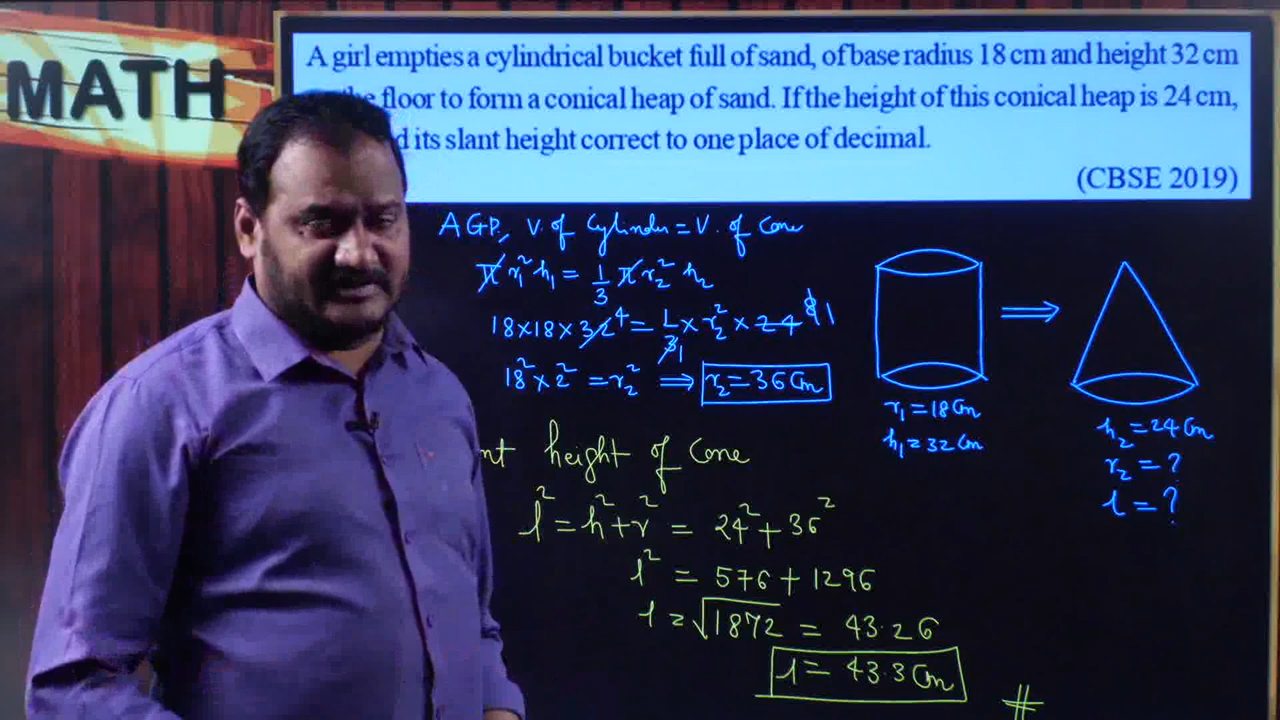 MATH
A girl empties a cylindrical bucket full of sand, of base radius 18 cm and height 32 cm
floor to form a conical heap of sand. If the height of this conical heap is 24 cm,
its slant height correct to one place of decimal.
(CBSE 2019)
AGP, V. of Cylinder = V. of Cone
π r₁² h₁ = 1/3 π r₂² h₂
18×18×32 4 = 1/3 1 × r₂² × 24 8 1
18² × 2² = r₂² ⟹ r₂ = 36 Cm
r₁ = 18 Cm
h₁ = 32 Cm
h₂ = 24 Cm
r₂ = ?
l = ?
height of Cone
l² = h² + r² = 24² + 36²
l² = 576 + 1296
l = √1872 = 43.26
l = 43.3 Cm
#